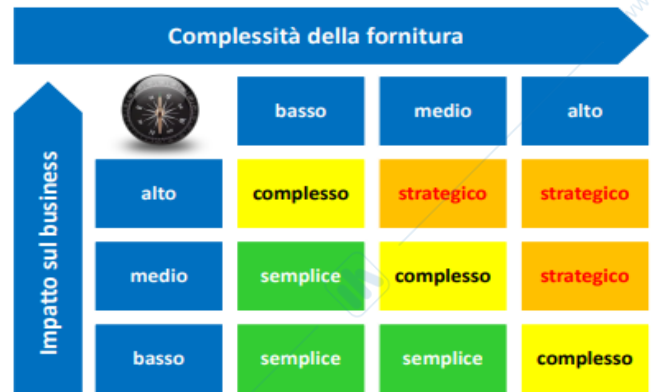 Complessità della fornitura
Impatto sul business
basso medio alto
alto complesso strategico strategico
medio semplice complesso strategico
basso semplice semplice complesso